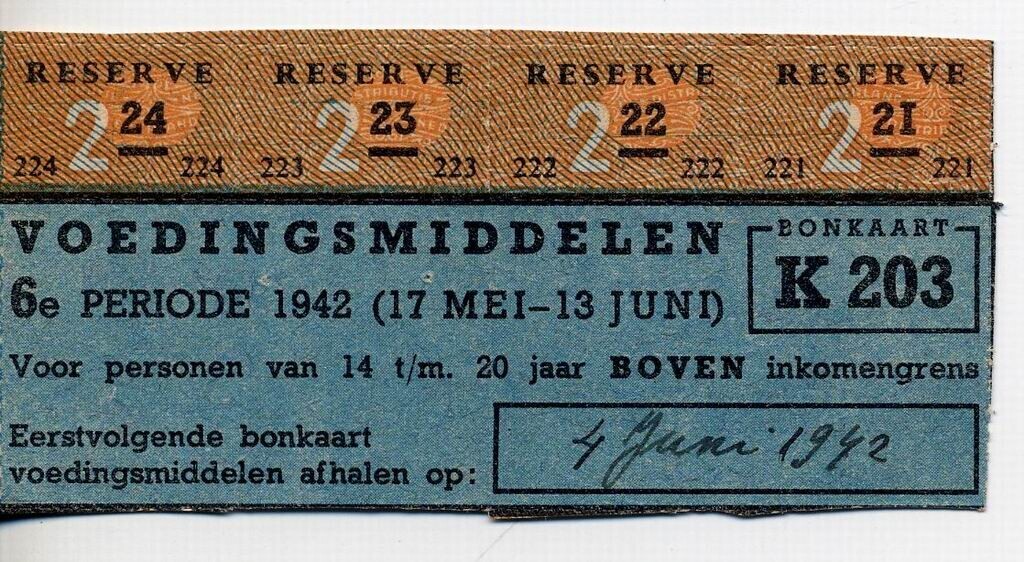 RESERVE RESERVE RESERVE RESERVE
2 24 2 23 2 22 2 21
224 224 223 223 222 222 221 221
VOEDINGSMIDDELEN
BONKAART
K 203
6e PERIODE 1942 (17 MEI–13 JUNI)
Voor personen van 14 t/m. 20 jaar BOVEN inkomengrens
Eerstvolgende bonkaart
voedingsmiddelen afhalen op:
4 Juni 1942